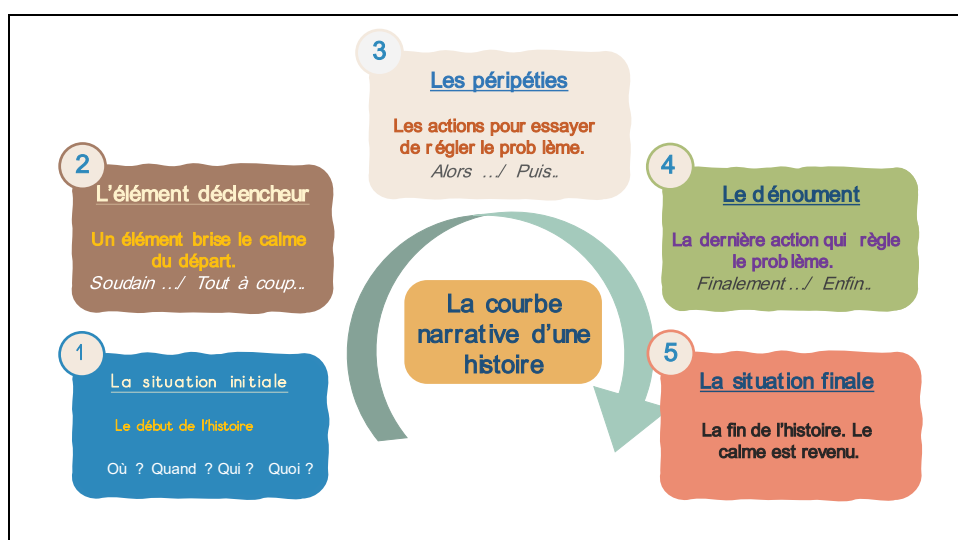 1
La situation initiale
Le début de l'histoire
Où ? Quand ? Qui ? Quoi ?
2
L'élément déclencheur
Un élément brise le calme
du départ.
Soudain .../ Tout à coup...
3
Les péripéties
Les actions pour essayer
de régler le problème.
Alors .../ Puis..
4
Le dénoument
La dernière action qui règle
le problème.
Finalement .../ Enfin..
5
La situation finale
La fin de l'histoire. Le
calme est revenu.
La courbe
narrative d'une
histoire